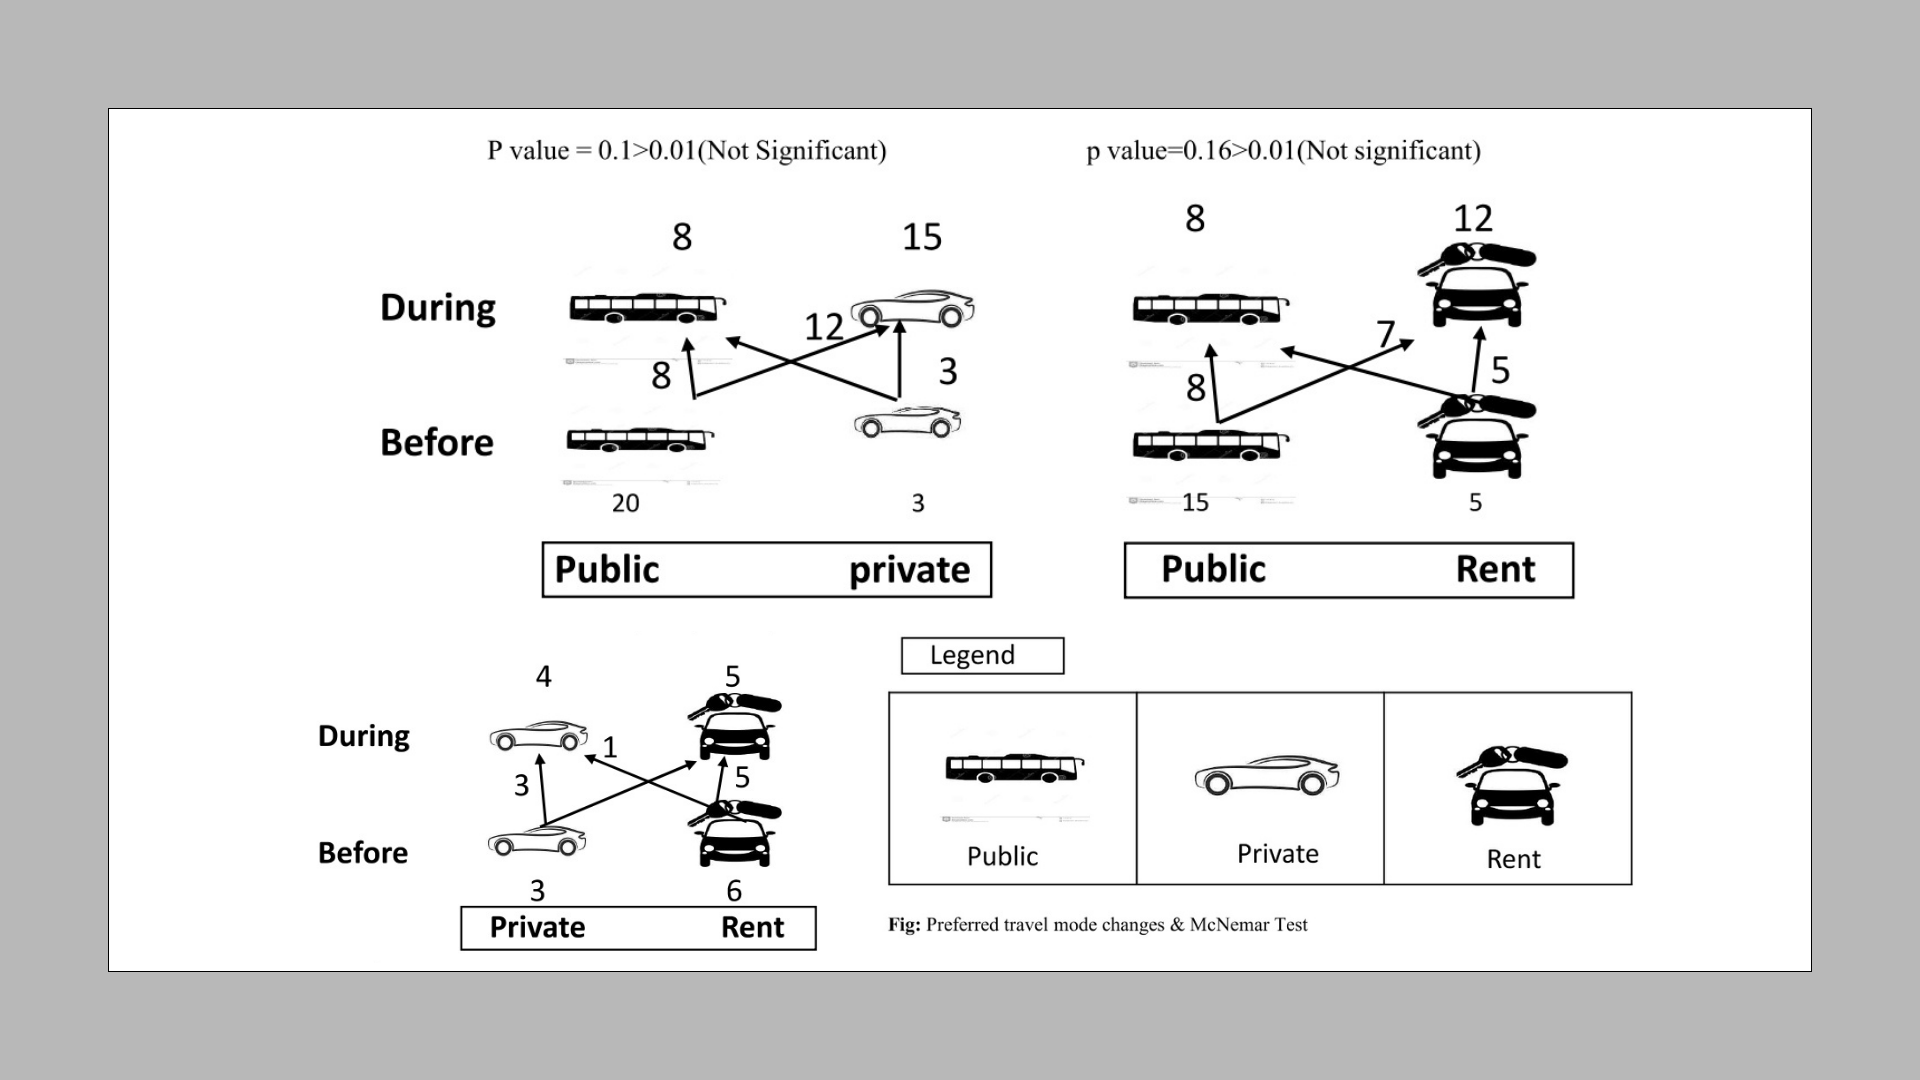 P value = 0.1>0.01(Not Significant)
p value=0.16>0.01(Not significant)
8 15
During
12
8 3
Before
20 3
Public private
8 12
7
8 5
15 5
Public Rent
4 5
During
1
3 5
Before
3 6
Private Rent
Legend
Public Private Rent
Fig: Preferred travel mode changes & McNemar Test